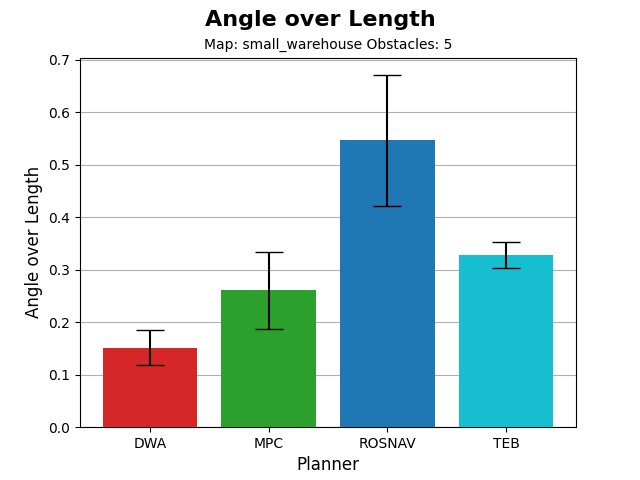 Angle over Length
Map: small_warehouse Obstacles: 5
0.7
0.6
0.5
0.4
0.3
0.2
0.1
0.0
Angle over Length
DWA MPC ROSNAV TEB
Planner